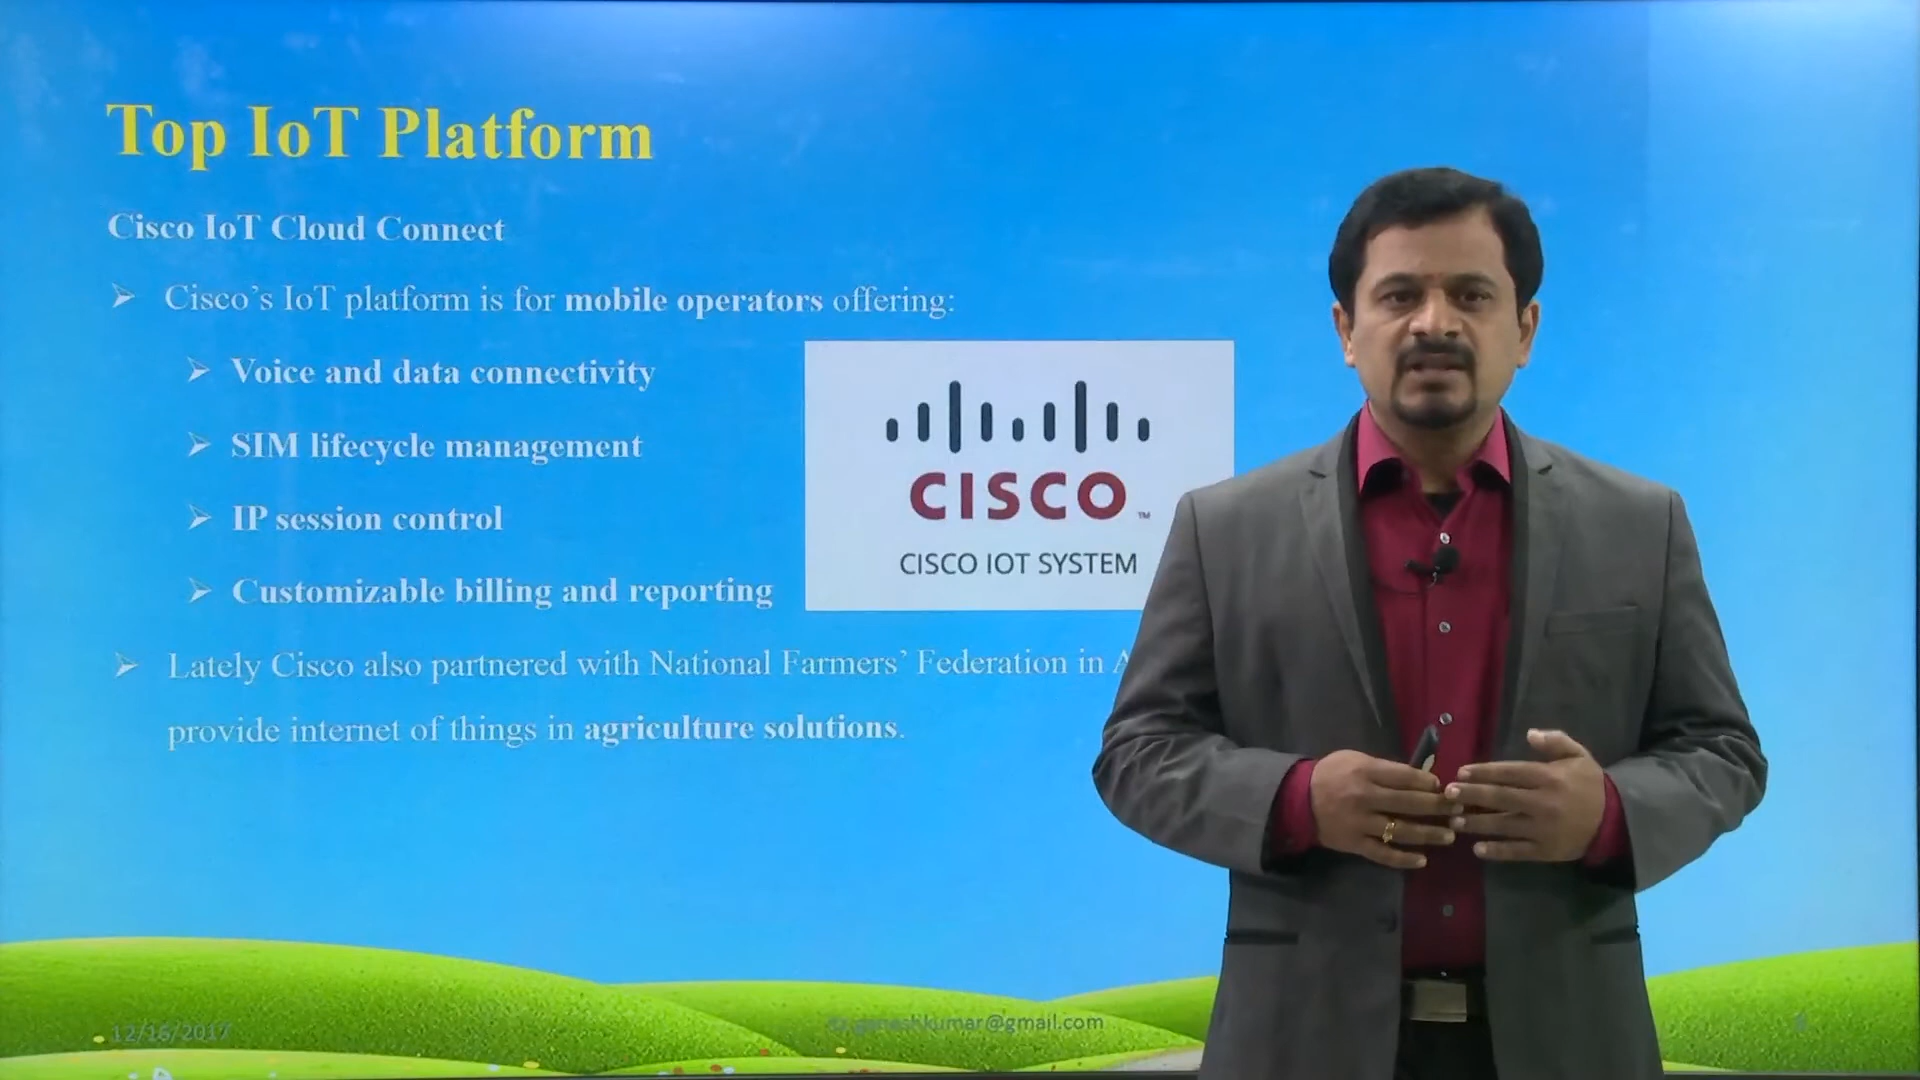 Top IoT Platform
Cisco IoT Cloud Connect
Cisco's IoT platform is for mobile operators offering:
Voice and data connectivity
SIM lifecycle management
IP session control
Customizable billing and reporting
CISCO ™
CISCO IOT SYSTEM
Lately Cisco also partnered with National Farmers' Federation in
provide internet of things in agriculture solutions.
12/16/2017